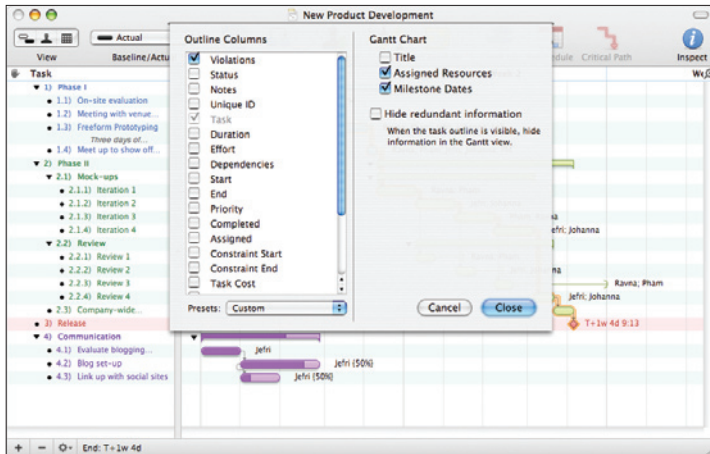 New Product Development
Actual
View
Baseline/Actu
dule
Critical Path
Inspect
Task
1) Phase I
1.1) On-site evaluation
1.2) Meeting with venue...
1.3) Freeform Prototyping
Three days of...
1.4) Meet up to show off...
2) Phase II
2.1) Mock-ups
2.1.1) Iteration 1
2.1.2) Iteration 2
2.1.3) Iteration 3
2.1.4) Iteration 4
2.2) Review
2.2.1) Review 1
2.2.2) Review 2
2.2.3) Review 3
2.2.4) Review 4
2.3) Company-wide...
3) Release
4) Communication
4.1) Evaluate blogging...
4.2) Blog set-up
4.3) Link up with social sites
Outline Columns
Violations
Status
Notes
Unique ID
Task
Duration
Effort
Dependencies
Start
End
Priority
Completed
Assigned
Constraint Start
Constraint End
Task Cost
Presets: Custom
Gantt Chart
Title
Assigned Resources
Milestone Dates
Hide redundant information
When the task outline is visible, hide
information in the Gantt view.
Cancel
Close
efri; Johanna
Ravna; Pham
Jefri; Johanna
T+1w 4d 9:13
Jefri
Jefri {50%}
Jefri {50%}
End: T+1w 4d